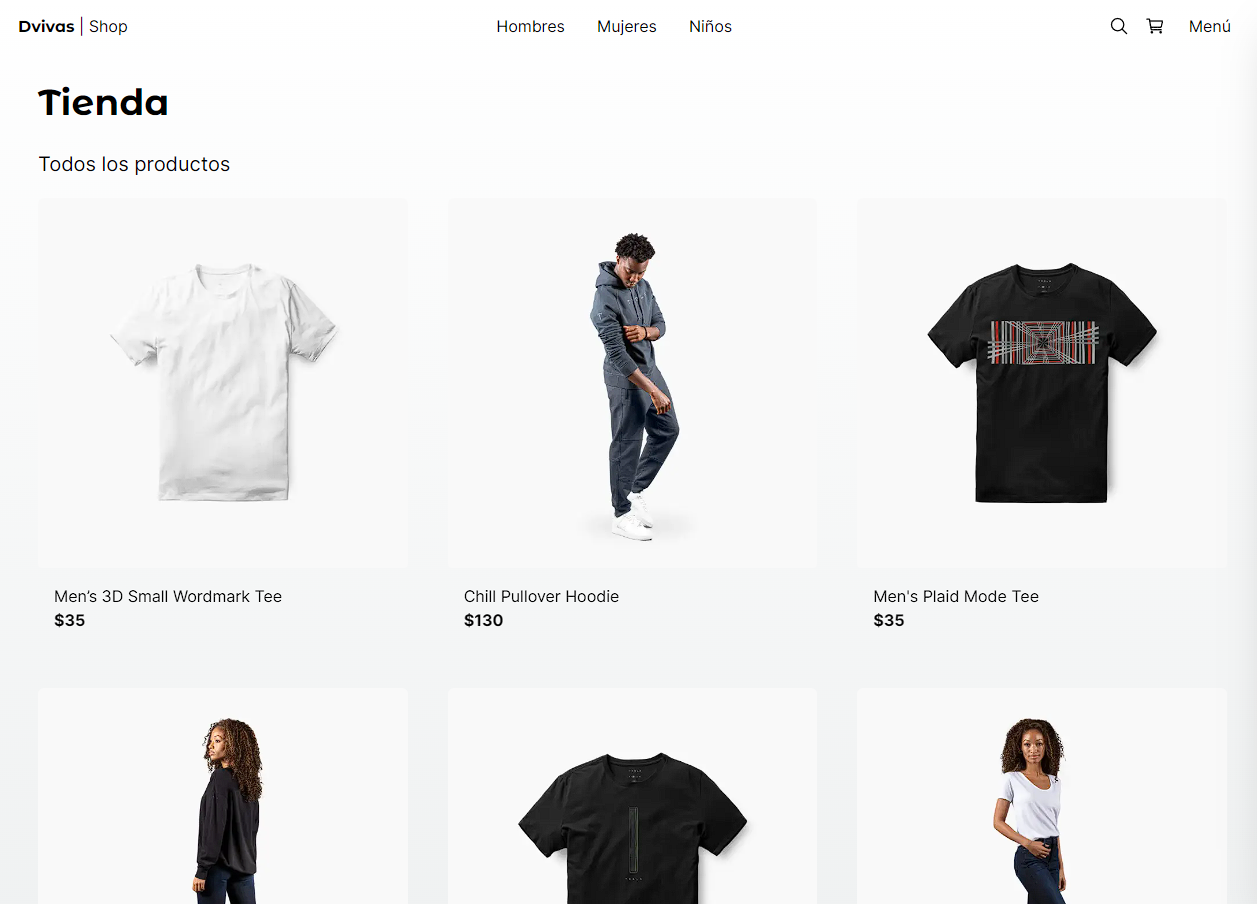 Dvivas | Shop
Hombres
Mujeres
Niños
Menú
Tienda
Todos los productos
Men’s 3D Small Wordmark Tee
$35
Chill Pullover Hoodie
$130
Men's Plaid Mode Tee
$35